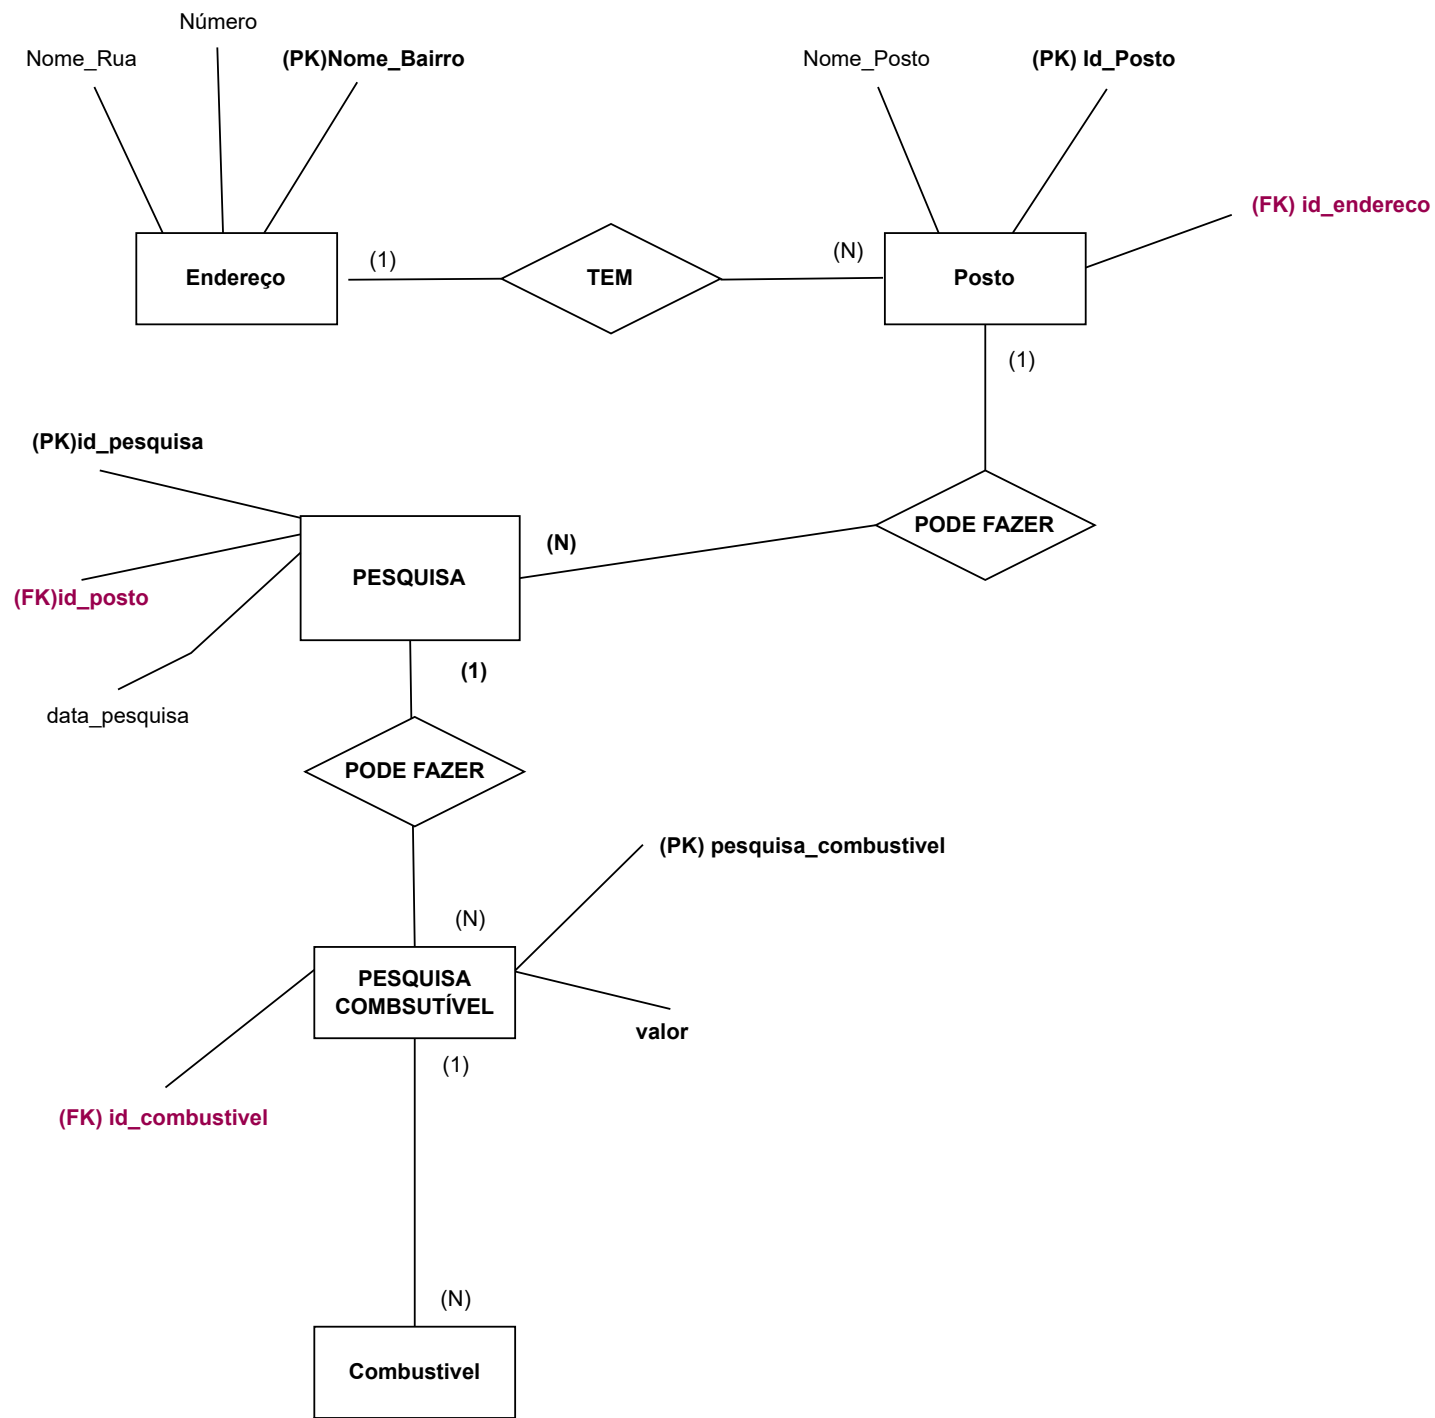 Número
Nome_Rua
(PK)Nome_Bairro
Nome_Posto
(PK) Id_Posto
(FK) id_endereco
Endereço
(1)
TEM
(N)
Posto
(1)
(PK)id_pesquisa
PODE FAZER
(N)
PESQUISA
(FK)id_posto
(1)
data_pesquisa
PODE FAZER
(PK) pesquisa_combustivel
(N)
PESQUISA
COMBSUTÍVEL
valor
(1)
(FK) id_combustivel
(N)
Combustivel